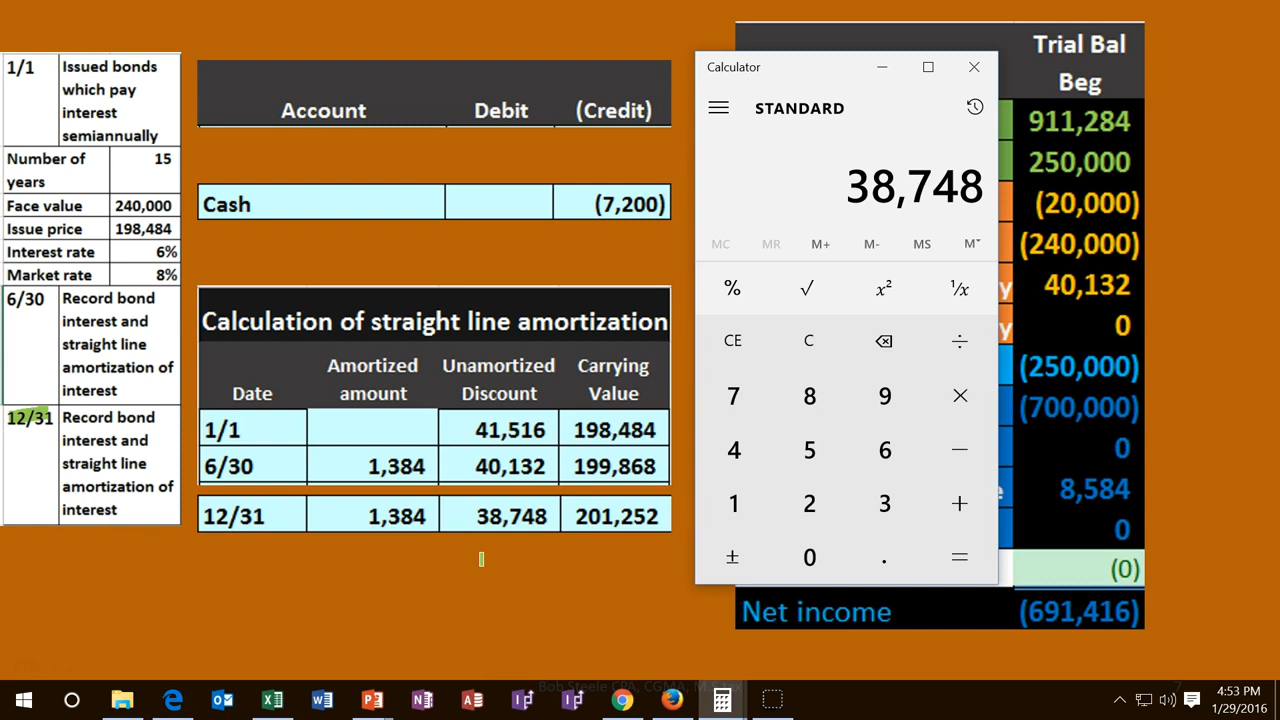 1/1 Issued bonds
which pay
interest
semiannually
Number of 15
years
Face value 240,000
Issue price 198,484
Interest rate 6%
Market rate 8%
6/30 Record bond
interest and
straight line
amortization of
interest
12/31 Record bond
interest and
straight line
amortization of
interest
Account Debit (Credit)
Cash (7,200)
Calculation of straight line amortization
Amortized Unamortized Carrying
Date amount Discount Value
1/1 41,516 198,484
6/30 1,384 40,132 199,868
12/31 1,384 38,748 201,252
Calculator
STANDARD
38,748
MC MR M+ M- MS M˅
% √ x² ¹/x
CE C ÷
7 8 9 ×
4 5 6 −
1 2 3 +
± 0 . =
Trial Bal
Beg
911,284
250,000
(20,000)
(240,000)
y 40,132
y 0
(250,000)
(700,000)
0
e 8,584
0
(0)
Net income (691,416)
Bob Steele CPA, CGMA, M.S.tax
7
4:53 PM
1/29/2016